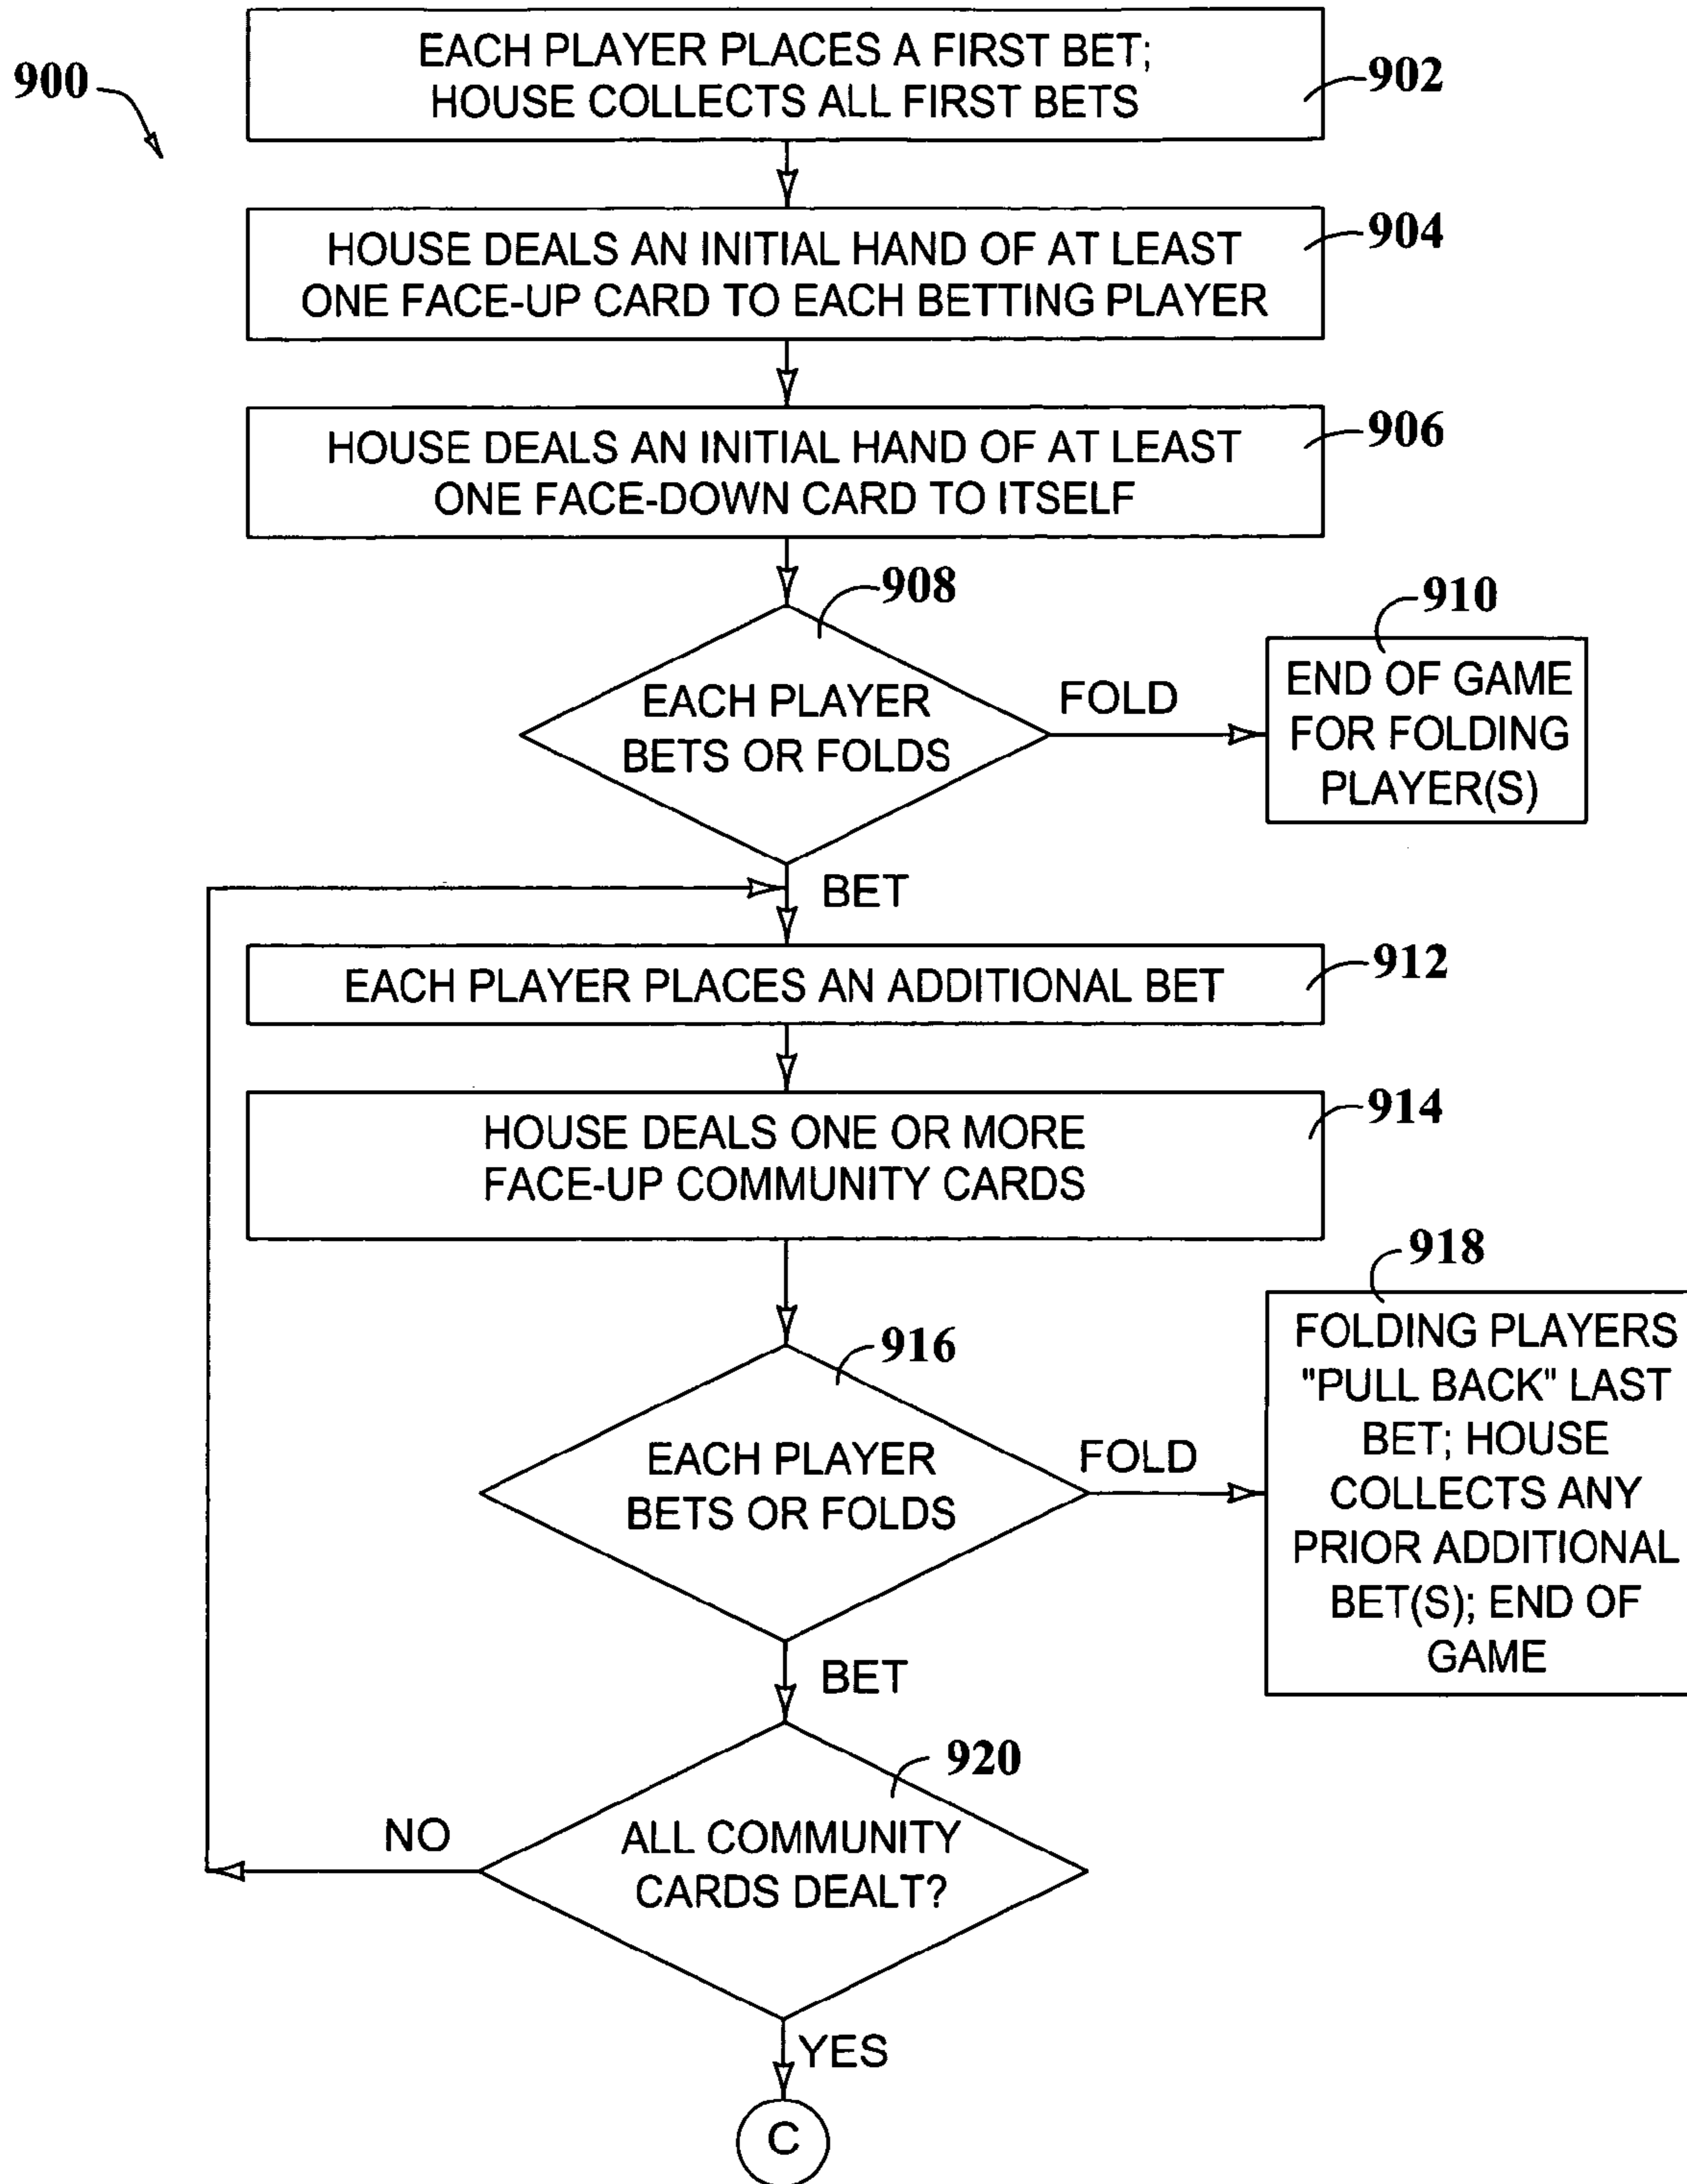 900
EACH PLAYER PLACES A FIRST BET;
HOUSE COLLECTS ALL FIRST BETS
902
HOUSE DEALS AN INITIAL HAND OF AT LEAST
ONE FACE-UP CARD TO EACH BETTING PLAYER
904
HOUSE DEALS AN INITIAL HAND OF AT LEAST
ONE FACE-DOWN CARD TO ITSELF
906
908
EACH PLAYER
BETS OR FOLDS
FOLD
910
END OF GAME
FOR FOLDING
PLAYER(S)
BET
EACH PLAYER PLACES AN ADDITIONAL BET
912
HOUSE DEALS ONE OR MORE
FACE-UP COMMUNITY CARDS
914
916
EACH PLAYER
BETS OR FOLDS
FOLD
918
FOLDING PLAYERS
"PULL BACK" LAST
BET; HOUSE
COLLECTS ANY
PRIOR ADDITIONAL
BET(S); END OF
GAME
BET
920
ALL COMMUNITY
CARDS DEALT?
NO
YES
C